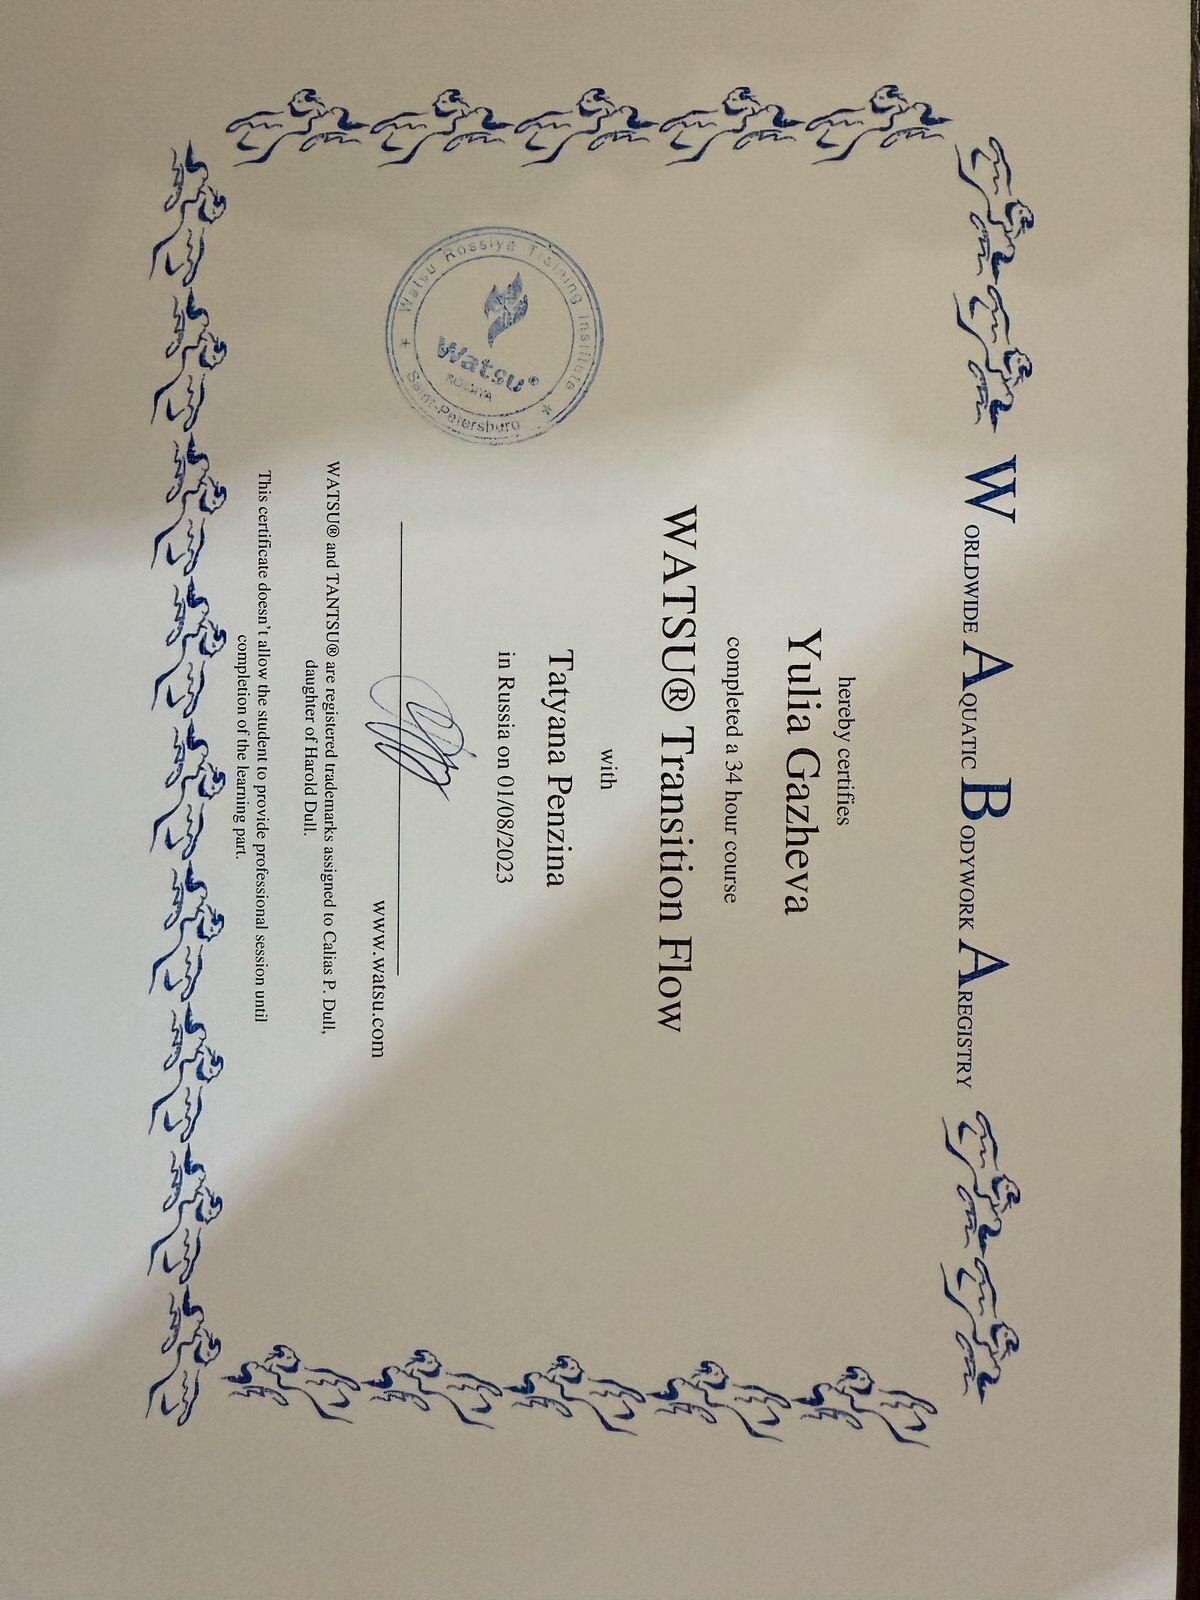 WORLDWIDE AQUATIC BODYWORK AREGISTRY
hereby certifies
Yulia Gazheva
completed a 34 hour course
WATSU® Transition Flow
with
Tatyana Penzina
in Russia on 01/08/2023
www.watsu.com
WATSU® and TANTSU® are registered trademarks assigned to Calias P. Dull,
daughter of Harold Dull.
This certificate doesn't allow the student to provide professional session until
completion of the learning part.
Watsu Rossiya Training Institute
Watsu®
ROSSIYA
* Saint-Petersburg *